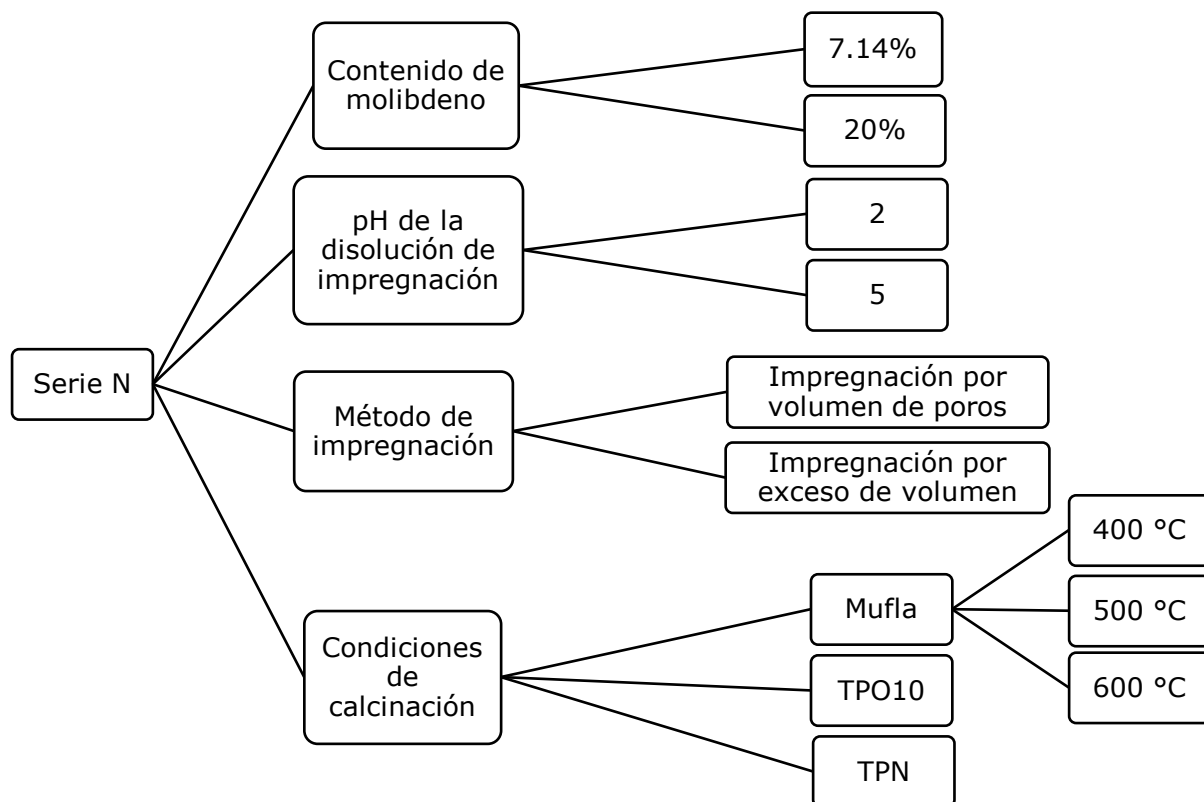 Serie N
Contenido de
molibdeno
7.14%
20%
pH de la
disolución de
impregnación
2
5
Método de
impregnación
Impregnación por
volumen de poros
Impregnación por
exceso de volumen
Condiciones
de
calcinación
Mufla
400 °C
500 °C
600 °C
TPO10
TPN